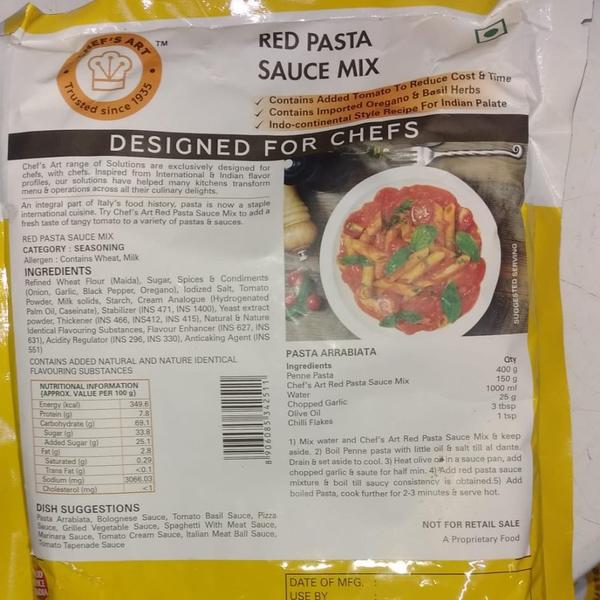 CHEF'S ART
™
Trusted since 1935
RED PASTA
SAUCE MIX
✓ Contains Added Tomato To Reduce Cost & Time
✓ Contains Imported Oregano & Basil Herbs
✓ Indo-continental Style Recipe For Indian Palate
DESIGNED FOR CHEFS
Chef's Art range of Solutions are exclusively designed for
chefs, with chefs. Inspired from International & Indian flavor
profiles, our solutions have helped many kitchens transform
menu & operations across all their culinary delights.
An integral part of Italy's food history, pasta is now a staple
international cuisine. Try Chef's Art Red Pasta Sauce Mix to add a
fresh taste of tangy tomato to a variety of pastas & sauces.
RED PASTA SAUCE MIX
CATEGORY : SEASONING
Allergen : Contains Wheat, Milk
INGREDIENTS
Refined Wheat Flour (Maida), Sugar, Spices & Condiments
(Onion, Garlic, Black Pepper, Oregano), Iodized Salt, Tomato
Powder, Milk solids, Starch, Cream Analogue (Hydrogenated
Palm Oil, Caseinate), Stabilizer (INS 471, INS 1400), Yeast extract
powder, Thickener (INS 466, INS412, INS 415), Natural & Nature
Identical Flavouring Substances, Flavour Enhancer (INS 627, INS
631), Acidity Regulator (INS 296, INS 330), Anticaking Agent (INS
551)
CONTAINS ADDED NATURAL AND NATURE IDENTICAL
FLAVOURING SUBSTANCES
NUTRITIONAL INFORMATION
(APPROX. VALUE PER 100 g)
Energy (kcal) 349.6
Protein (g) 7.8
Carbohydrate (g) 69.1
Sugar (g) 33.8
Added Sugar (g) 25.1
Fat (g) 2.8
Saturated (g) 0.29
Trans Fat (g) <0.1
Sodium (mg) 3066.03
Cholesterol (mg) <1
8 906085 342511
DISH SUGGESTIONS
Pasta Arrabiata, Bolognese Sauce, Tomato Basil Sauce, Pizza
Sauce, Grilled Vegetable Sauce, Spaghetti With Meat Sauce,
Marinara Sauce, Tomato Cream Sauce, Italian Meat Ball Sauce,
Tomato Tapenade Sauce
SUGGESTED SERVING
PASTA ARRABIATA
Ingredients Qty
Penne Pasta 400 g
Chef's Art Red Pasta Sauce Mix 150 g
Water 1000 ml
Chopped Garlic 25 g
Olive Oil 3 tbsp
Chilli Flakes 1 tsp
1) Mix water and Chef's Art Red Pasta Sauce Mix & keep
aside. 2) Boil Penne pasta with little oil & salt till al dante.
Drain & set aside to cool. 3) Heat olive oil in a sauce pan, add
chopped garlic & saute for half min. 4) Add red pasta sauce
mixture & boil till saucy consistency is obtained.5) Add
boiled Pasta, cook further for 2-3 minutes & serve hot.
NOT FOR RETAIL SALE
A Proprietary Food
DATE OF MFG. :
USE BY :